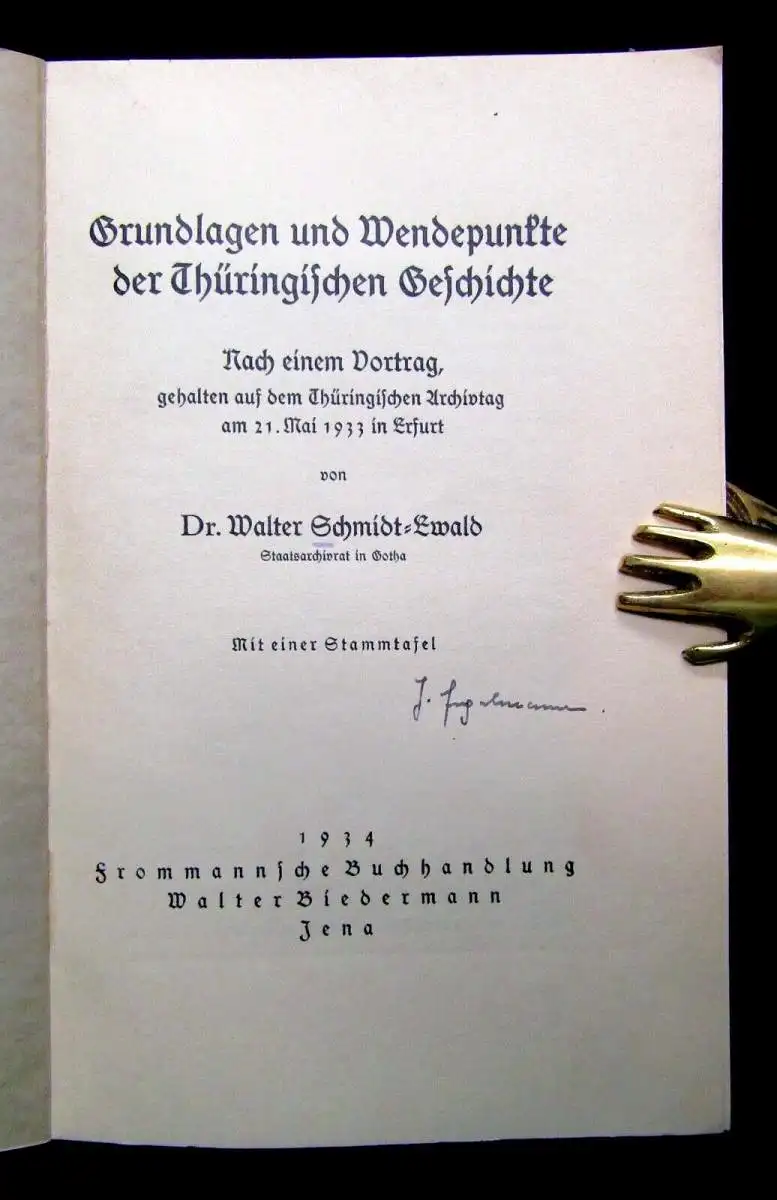 Grundlagen und Wendepunkte
der Thüringischen Geschichte
Nach einem Vortrag,
gehalten auf dem Thüringischen Archivtag
am 21. Mai 1933 in Erfurt
von
Dr. Walter Schmidt-Ewald
Staatsarchivrat in Gotha
Mit einer Stammtafel
J.
1934
Frommannsche Buchhandlung
Walter Biedermann
Jena